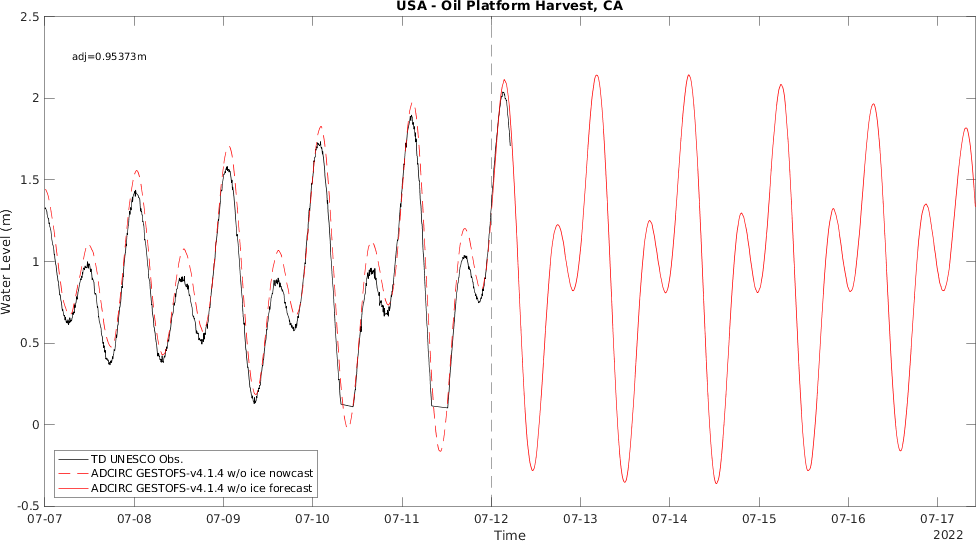 USA - Oil Platform Harvest, CA
2.5
adj=0.95373m
2
1.5
1
0.5
0
-0.5
Water Level (m)
TD UNESCO Obs.
ADCIRC GESTOFS-v4.1.4 w/o ice nowcast
ADCIRC GESTOFS-v4.1.4 w/o ice forecast
07-07 07-08 07-09 07-10 07-11 07-12 07-13 07-14 07-15 07-16 07-17
Time
2022